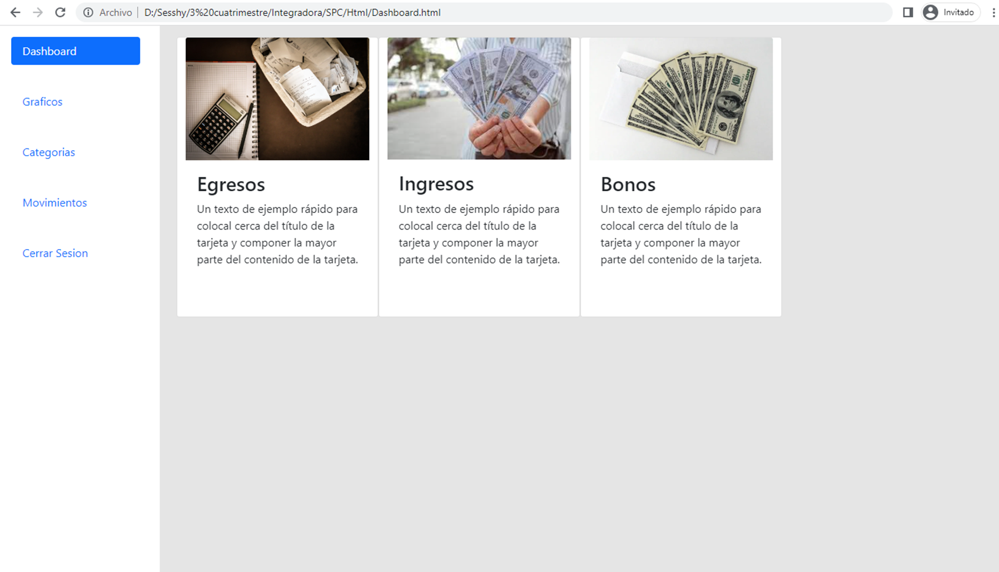 Archivo D:/Sesshy/3%20cuatrimestre/Integradora/SPC/Html/Dashboard.html Invitado
Dashboard
Graficos
Categorias
Movimientos
Cerrar Sesion
Egresos
Un texto de ejemplo rápido para
colocal cerca del título de la
tarjeta y componer la mayor
parte del contenido de la tarjeta.
Ingresos
Un texto de ejemplo rápido para
colocal cerca del título de la
tarjeta y componer la mayor
parte del contenido de la tarjeta.
Bonos
Un texto de ejemplo rápido para
colocal cerca del título de la
tarjeta y componer la mayor
parte del contenido de la tarjeta.